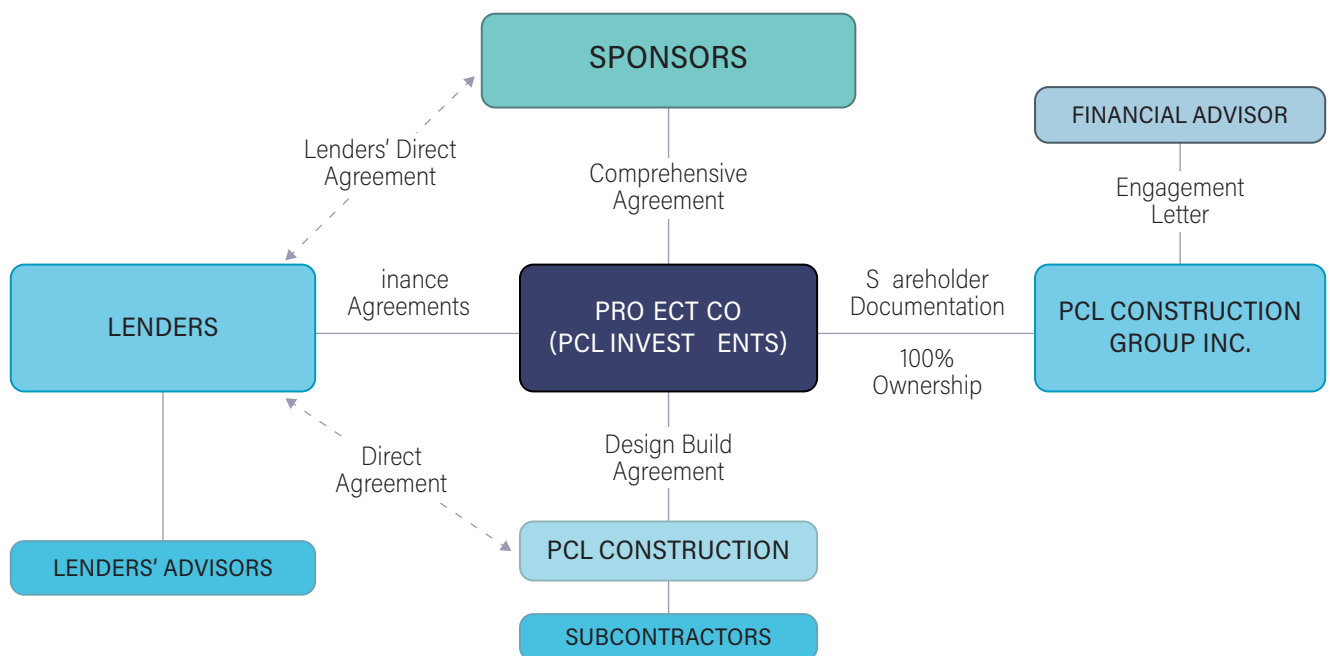 SPONSORS
FINANCIAL ADVISOR
Lenders' Direct
Agreement
Comprehensive
Agreement
Engagement
Letter
LENDERS
inance
Agreements
PRO ECT CO
(PCL INVEST ENTS)
S areholder
Documentation
100%
Ownership
PCL CONSTRUCTION
GROUP INC.
Direct
Agreement
Design Build
Agreement
LENDERS' ADVISORS
PCL CONSTRUCTION
SUBCONTRACTORS